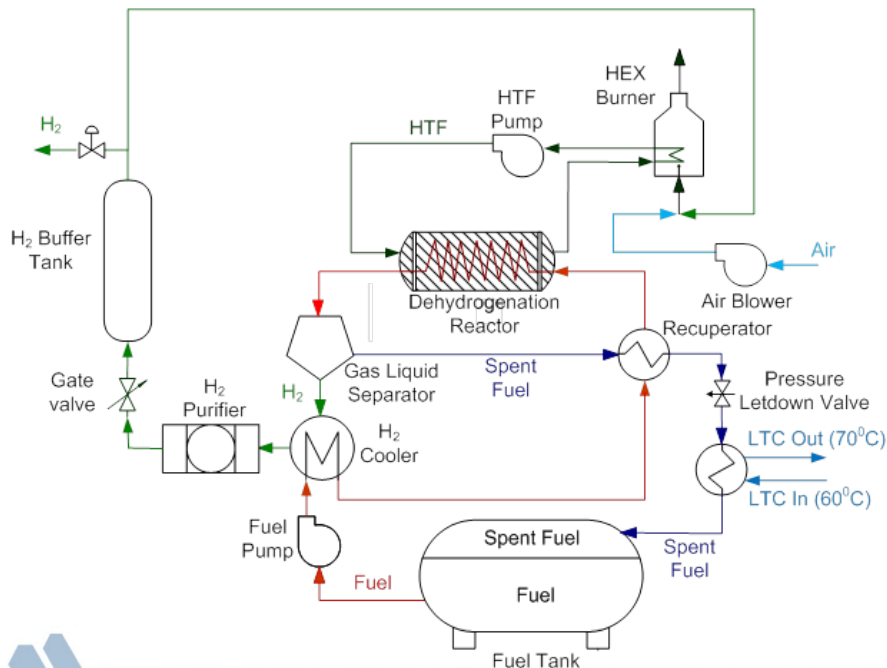 HEX
Burner
HTF
Pump
HTF
H₂
H₂ Buffer
Tank
Air
Air Blower
Dehydrogenation
Reactor
Recuperator
Gas Liquid
Separator
Spent
Fuel
Pressure
Letdown Valve
Gate
valve
H₂
Purifier
H₂
H₂
Cooler
LTC Out (70⁰C)
LTC In (60⁰C)
Fuel
Pump
Spent Fuel
Spent
Fuel
Fuel
Fuel
Fuel Tank